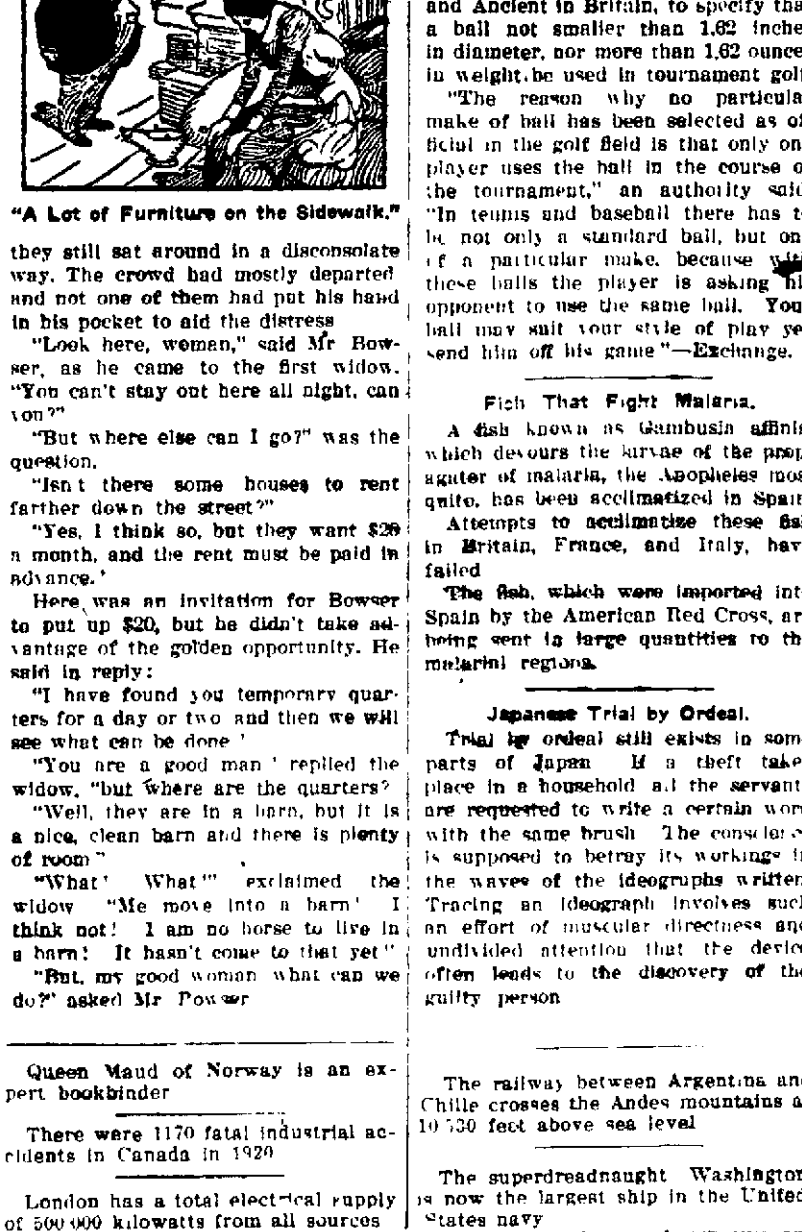 "A Lot of Furniture on the Sidewalk."
they still sat around in a disconsolate
way. The crowd had mostly departed
and not one of them had put his hand
in his pocket to aid the distress
"Look here, woman," said Mr Bow-
ser, as he came to the first widow.
"You can't stay out here all night, can
you?"
"But where else can I go?" was the
question.
"Isn t there some houses to rent
farther down the street?"
"Yes, I think so, but they want $20
a month, and the rent must be paid in
advance.'
Here was an invitation for Bowser
to put up $20, but he didn't take ad-
vantage of the golden opportunity. He
said in reply:
"I have found you temporary quar-
ters for a day or two and then we will
see what can be done '
"You are a good man ' replied the
widow, "but where are the quarters?
"Well, they are in a barn, but it is
a nice, clean barn and there is plenty
of room"
"What' What'" exclaimed the
widow "Me move into a barn' I
think not! I am no horse to live in
a barn! It hasn't come to that yet"
"But, my good woman what can we
do?" asked Mr Bowser
Queen Maud of Norway is an ex-
pert bookbinder
There were 1170 fatal industrial ac-
cidents in Canada in 1920
London has a total electrical supply
of 500 000 kilowatts from all sources
and Ancient in Britain, to specify tha
a ball not smaller than 1.62 inche
in diameter, nor more than 1.62 ounce
in weight, be used in tournament golf
"The reason why no particula
make of ball has been selected as of
ficial in the golf field is that only on
player uses the ball in the course o
the tournament," an authority said
"In tennis and baseball there has t
be not only a standard ball, but on
of a particular make, because with
these balls the player is asking hi
opponent to use the same ball. You
ball may suit your style of play ye
send him off his game"—Exchange.
Fish That Fight Malaria.
A fish known as Gambusia affinis
which devours the larvae of the prop
agater of malaria, the Anopheles mos
quito, has been acclimatized in Spain
Attempts to acclimatize these fis
in Britain, France, and Italy, hav
failed
The fish, which were imported int
Spain by the American Red Cross, ar
being sent in large quantities to th
malarial regions.
Japanese Trial by Ordeal.
Trial by ordeal still exists in som
parts of Japan If a theft take
place in a household all the servant
are requested to write a certain wor
with the same brush The conscience
is supposed to betray its workings i
the waves of the ideographs written
Tracing an ideograph involves such
an effort of muscular directness and
undivided attention that the device
often leads to the discovery of the
guilty person
The railway between Argentina an
Chille crosses the Andes mountains a
10 530 feet above sea level
The superdreadnaught Washington
is now the largest ship in the United
States navy